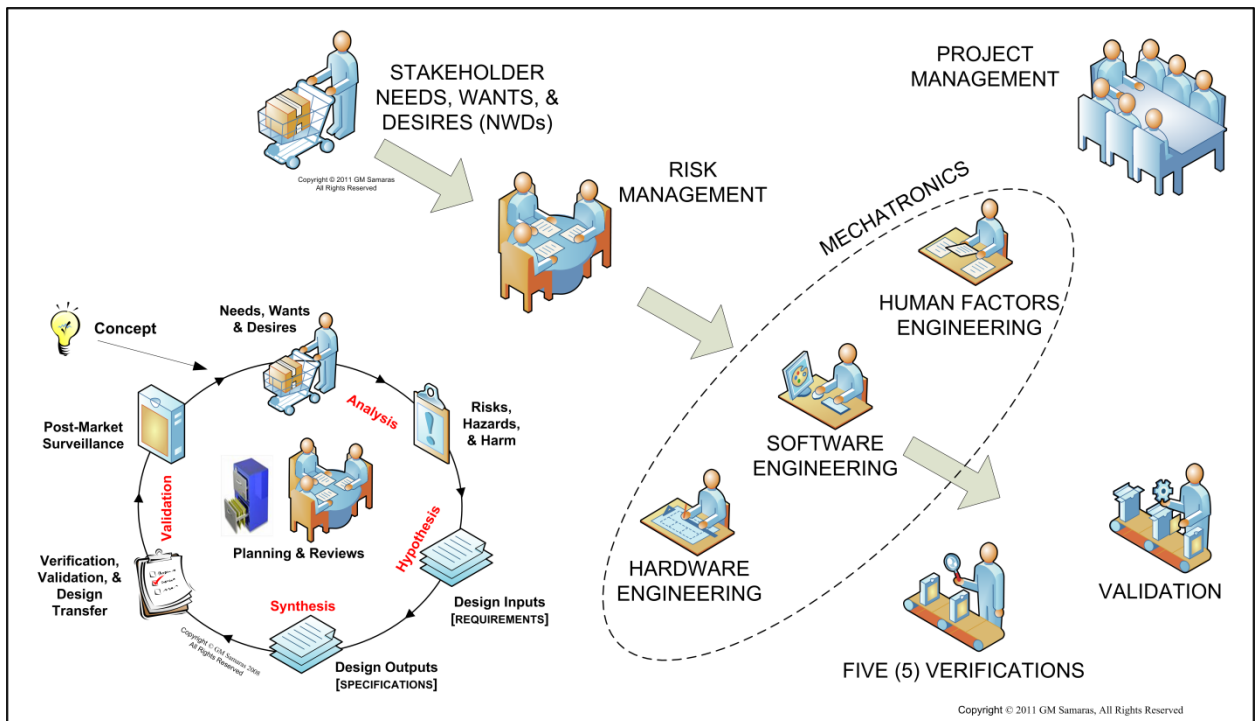 STAKEHOLDER
NEEDS, WANTS, &
DESIRES (NWDs)
Copyright © 2011 GM Samaras
All Rights Reserved
PROJECT
MANAGEMENT
RISK
MANAGEMENT
MECHATRONICS
HUMAN FACTORS
ENGINEERING
SOFTWARE
ENGINEERING
HARDWARE
ENGINEERING
FIVE (5) VERIFICATIONS
VALIDATION
Concept
Needs, Wants
& Desires
Analysis
Risks,
Hazards,
& Harm
Hypothesis
Design Inputs
[REQUIREMENTS]
Synthesis
Design Outputs
[SPECIFICATIONS]
Verification,
Validation, &
Design
Transfer
Validation
Post-Market
Surveillance
Planning & Reviews
Copyright © GM Samaras 2008
All Rights Reserved
Copyright © 2011 GM Samaras, All Rights Reserved